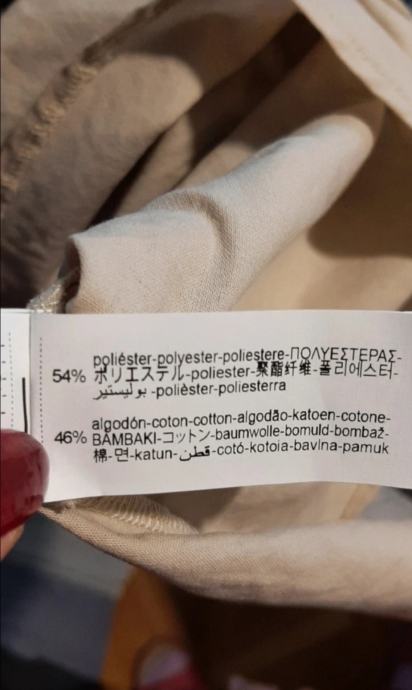 poliéster-polyester-poliestere-ΠΟΛΥΕΣΤΕΡΑΣ-
54% ポリエステル-poliester-聚酯纤维-폴리에스터-
بوليستير -polièster-poliesterra
algodón-coton-cotton-algodão-katoen-cotone-
46% BAMBAKI-コットン-baumwolle-bomuld-bombaž-
棉-면-katun-قطن-cotó-kotoia-bavlna-pamuk